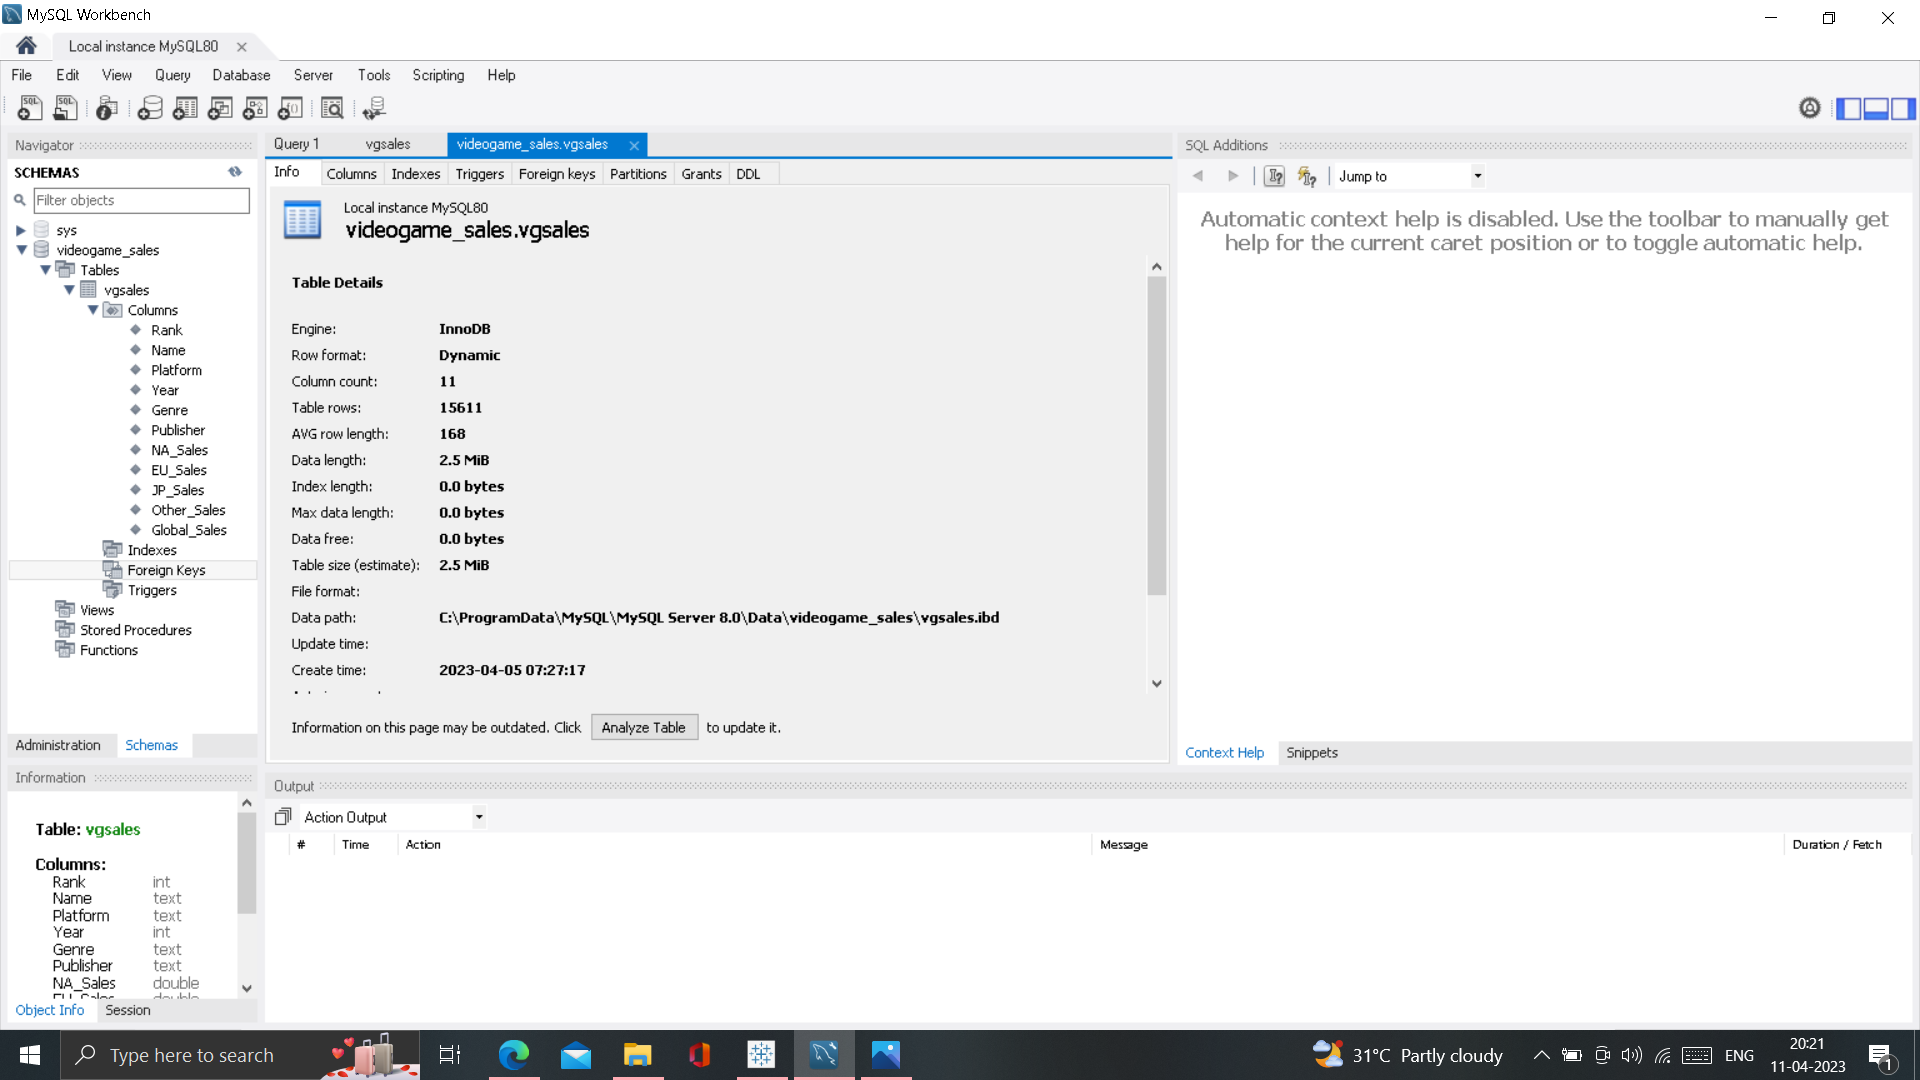 MySQL Workbench
Local instance MySQL80
File Edit View Query Database Server Tools Scripting Help
Navigator
SCHEMAS
Filter objects
sys
videogame_sales
Tables
vgsales
Columns
Rank
Name
Platform
Year
Genre
Publisher
NA_Sales
EU_Sales
JP_Sales
Other_Sales
Global_Sales
Indexes
Foreign Keys
Triggers
Views
Stored Procedures
Functions
Administration Schemas
Information
Table: vgsales
Columns:
Rank int
Name text
Platform text
Year int
Genre text
Publisher text
NA_Sales double
Object Info Session
Query 1 vgsales videogame_sales.vgsales
Info Columns Indexes Triggers Foreign keys Partitions Grants DDL
Local instance MySQL80
videogame_sales.vgsales
Table Details
Engine: InnoDB
Row format: Dynamic
Column count: 11
Table rows: 15611
AVG row length: 168
Data length: 2.5 MiB
Index length: 0.0 bytes
Max data length: 0.0 bytes
Data free: 0.0 bytes
Table size (estimate): 2.5 MiB
File format:
Data path: C:\ProgramData\MySQL\MySQL Server 8.0\Data\videogame_sales\vgsales.ibd
Update time:
Create time: 2023-04-05 07:27:17
Information on this page may be outdated. Click Analyze Table to update it.
SQL Additions
Jump to
Automatic context help is disabled. Use the toolbar to manually get
help for the current caret position or to toggle automatic help.
Context Help Snippets
Output
Action Output
# Time Action Message Duration / Fetch
Type here to search
31°C Partly cloudy
ENG
20:21
11-04-2023
1